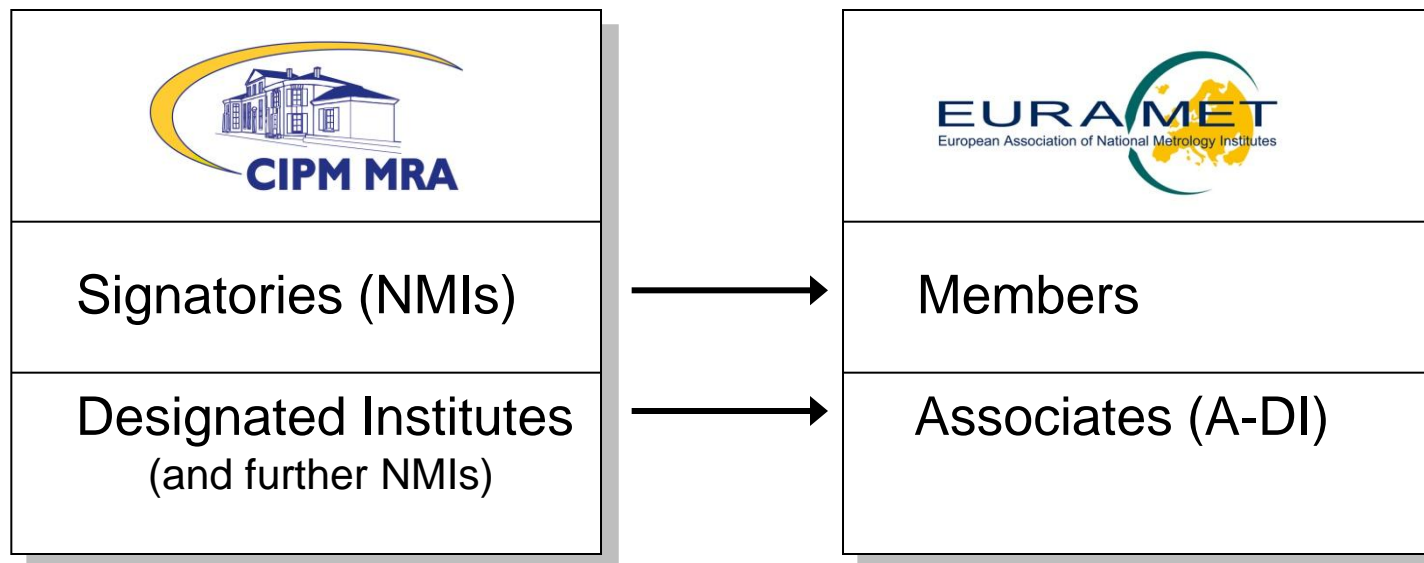 CIPM MRA
Signatories (NMIs)
Designated Institutes
(and further NMIs)
EURAMET
European Association of National Metrology Institutes
Members
Associates (A-DI)